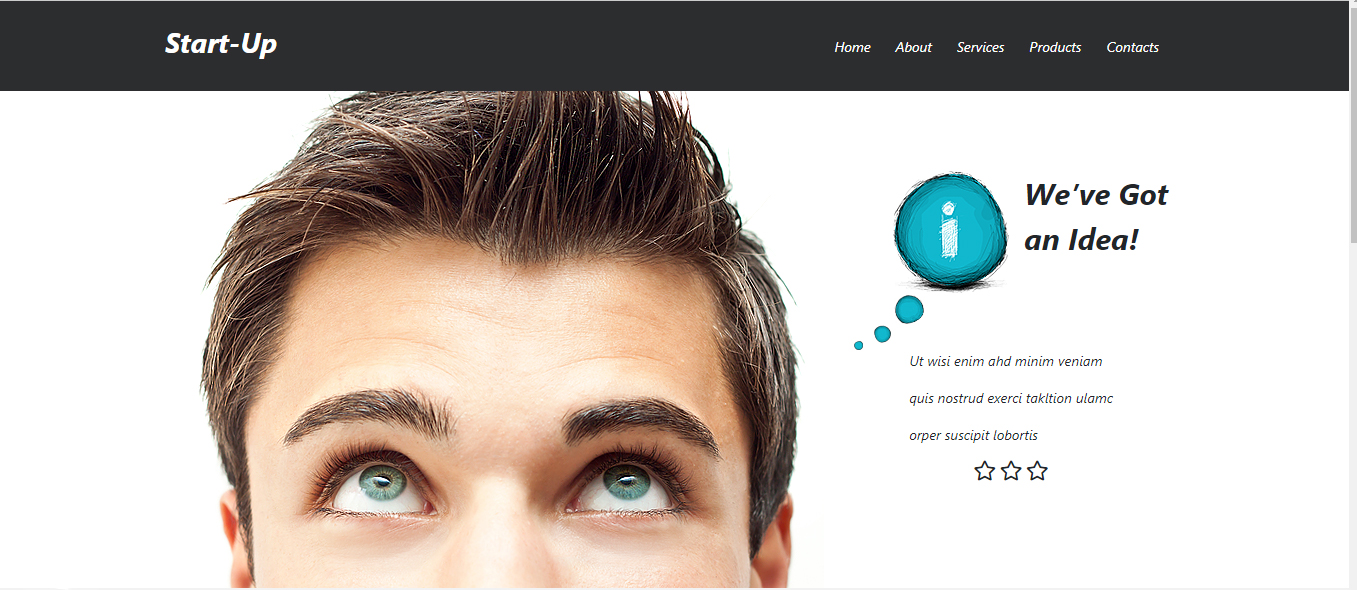 Start-Up
Home About Services Products Contacts
i
We've Got
an Idea!
Ut wisi enim ahd minim veniam
quis nostrud exerci takltion ulamc
orper suscipit lobortis